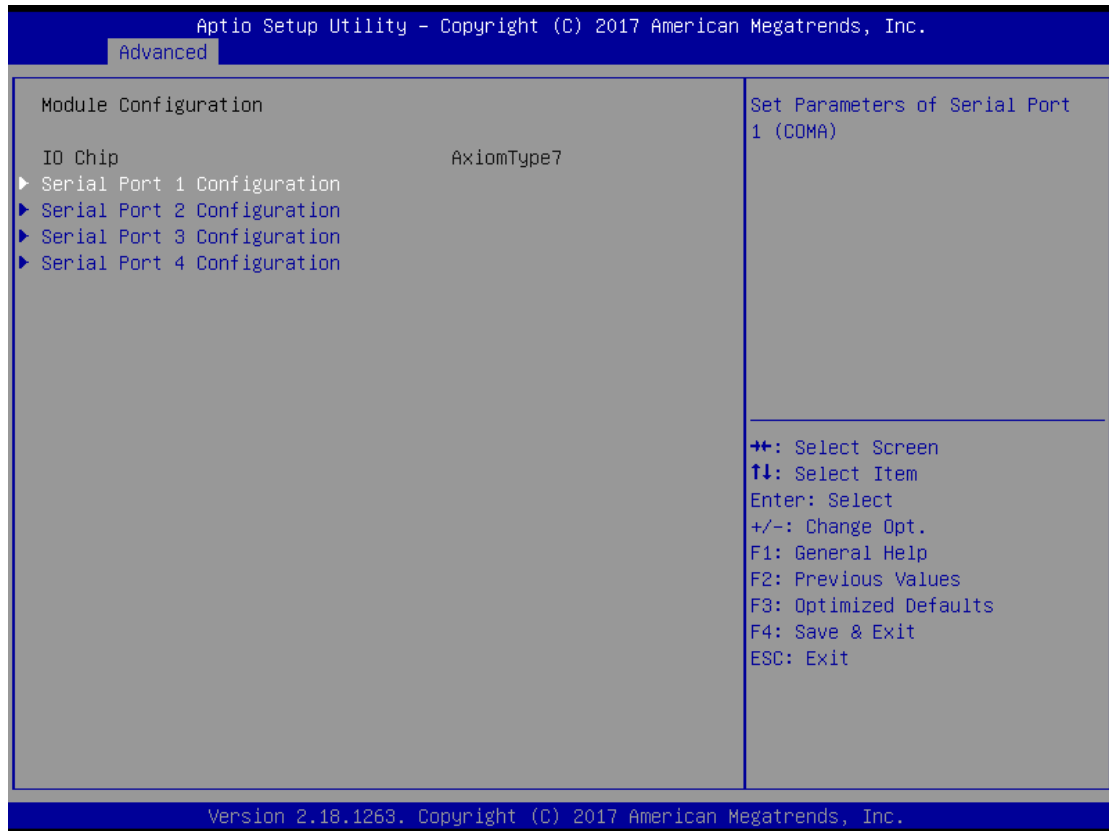 Aptio Setup Utility – Copyright (C) 2017 American Megatrends, Inc.
Advanced
Module Configuration
IO Chip AxiomType7
▶ Serial Port 1 Configuration
▶ Serial Port 2 Configuration
▶ Serial Port 3 Configuration
▶ Serial Port 4 Configuration
Set Parameters of Serial Port
1 (COMA)
→←: Select Screen
↑↓: Select Item
Enter: Select
+/-: Change Opt.
F1: General Help
F2: Previous Values
F3: Optimized Defaults
F4: Save & Exit
ESC: Exit
Version 2.18.1263. Copyright (C) 2017 American Megatrends, Inc.